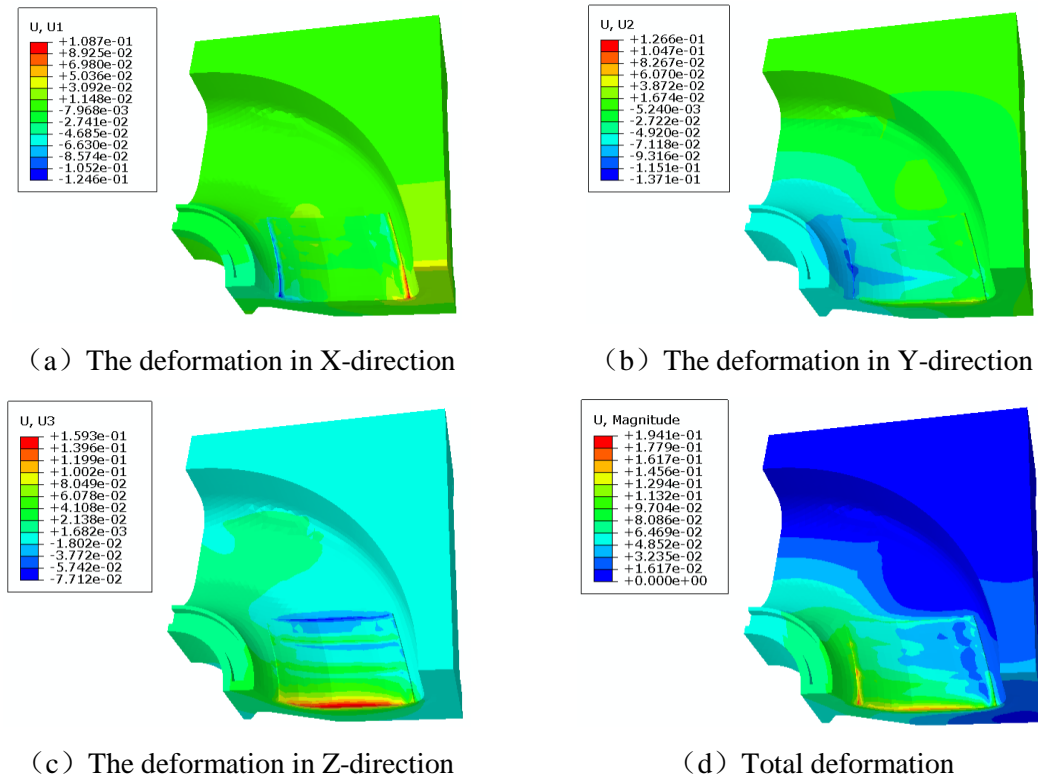 U, U1
+1.087e-01
+8.925e-02
+6.980e-02
+5.036e-02
+3.092e-02
+1.148e-02
-7.968e-03
-2.741e-02
-4.685e-02
-6.630e-02
-8.574e-02
-1.052e-01
-1.246e-01
U, U2
+1.266e-01
+1.047e-01
+8.267e-02
+6.070e-02
+3.872e-02
+1.674e-02
-5.240e-03
-2.722e-02
-4.920e-02
-7.118e-02
-9.316e-02
-1.151e-01
-1.371e-01
（a）The deformation in X-direction
（b）The deformation in Y-direction
U, U3
+1.593e-01
+1.396e-01
+1.199e-01
+1.002e-01
+8.049e-02
+6.078e-02
+4.108e-02
+2.138e-02
+1.682e-03
-1.802e-02
-3.772e-02
-5.742e-02
-7.712e-02
U, Magnitude
+1.941e-01
+1.779e-01
+1.617e-01
+1.456e-01
+1.294e-01
+1.132e-01
+9.704e-02
+8.086e-02
+6.469e-02
+4.852e-02
+3.235e-02
+1.617e-02
+0.000e+00
（c）The deformation in Z-direction
（d）Total deformation